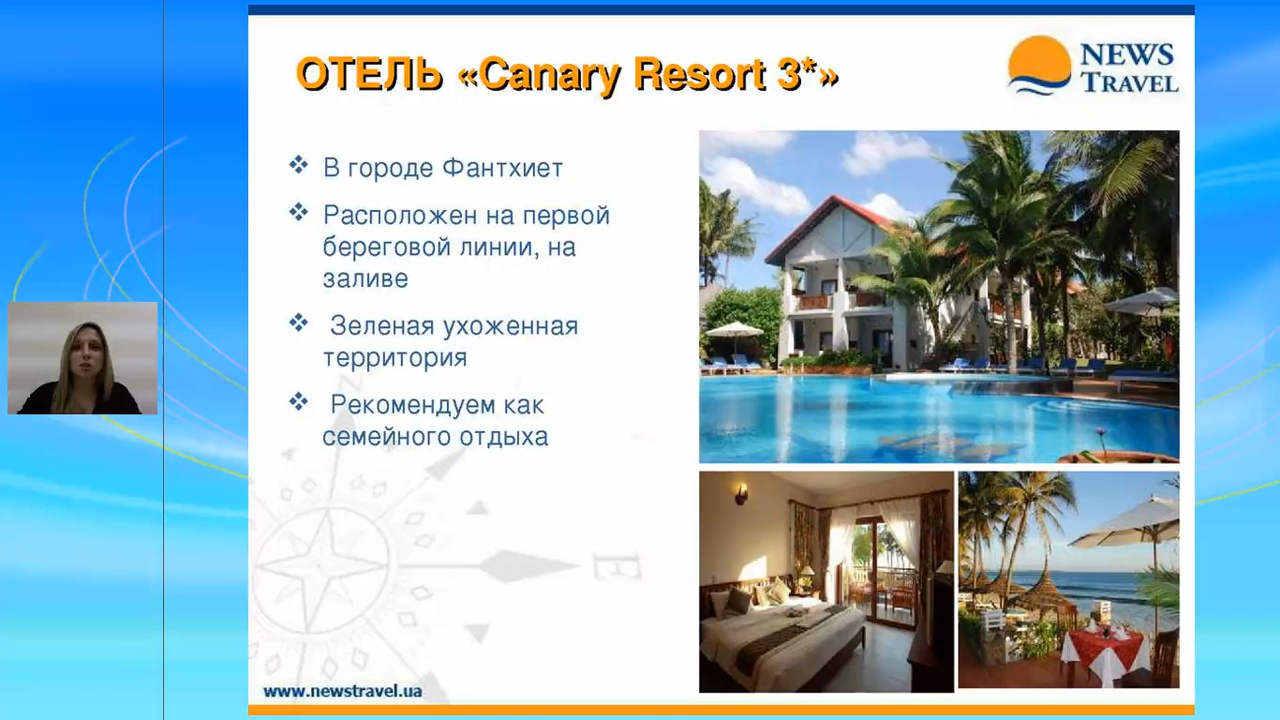 ОТЕЛЬ «Canary Resort 3*»
NEWS
TRAVEL
В городе Фантхиет
Расположен на первой
береговой линии, на
заливе
Зеленая ухоженная
территория
Рекомендуем как
семейного отдыха
E
www.newstravel.ua